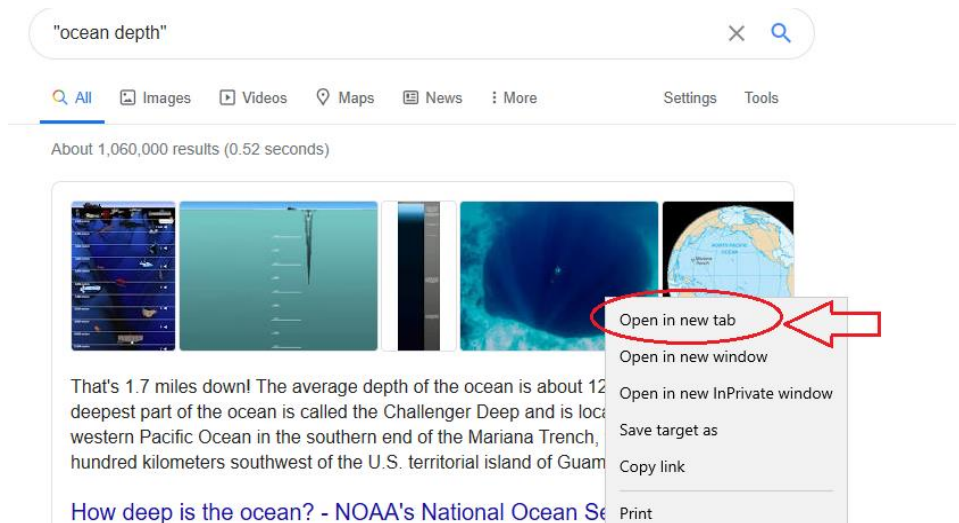 "ocean depth"
All Images Videos Maps News More Settings Tools
About 1,060,000 results (0.52 seconds)
Open in new tab
Open in new window
That's 1.7 miles down! The average depth of the ocean is about 12
Open in new InPrivate window
deepest part of the ocean is called the Challenger Deep and is loca
western Pacific Ocean in the southern end of the Mariana Trench,
Save target as
hundred kilometers southwest of the U.S. territorial island of Guam
Copy link
How deep is the ocean? - NOAA's National Ocean Se
Print